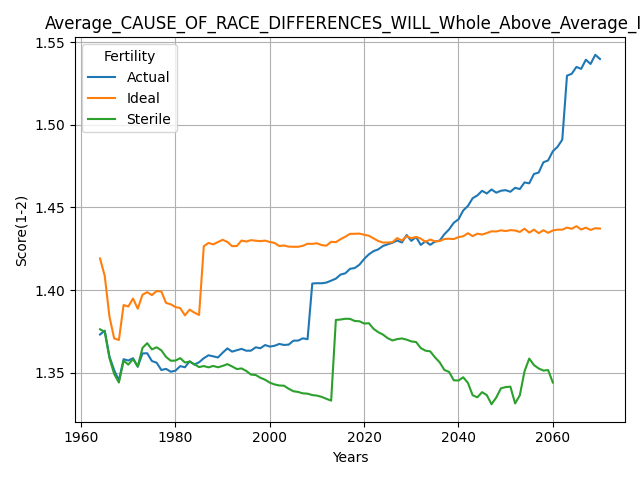 Average_CAUSE_OF_RACE_DIFFERENCES_WILL_Whole_Above_Average_I
1.55
1.50
1.45
1.40
1.35
Score(1-2)
Fertility
Actual
Ideal
Sterile
1960
1980
2000
2020
2040
2060
Years